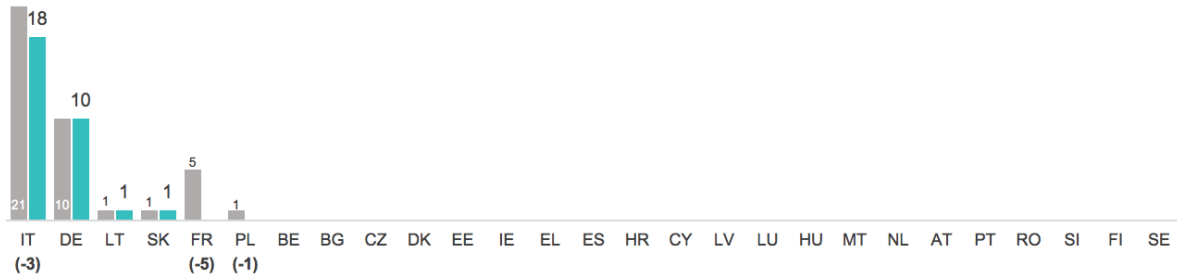 18
10
5
1 1 1 1 1
21 10
IT DE LT SK FR PL BE BG CZ DK EE IE EL ES HR CY LV LU HU MT NL AT PT RO SI FI SE
(-3) (-5) (-1)